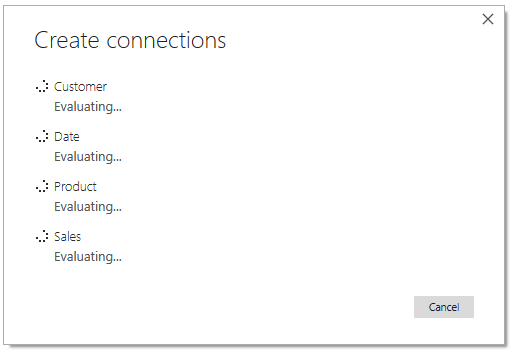 Create connections
Customer
Evaluating...
Date
Evaluating...
Product
Evaluating...
Sales
Evaluating...
Cancel